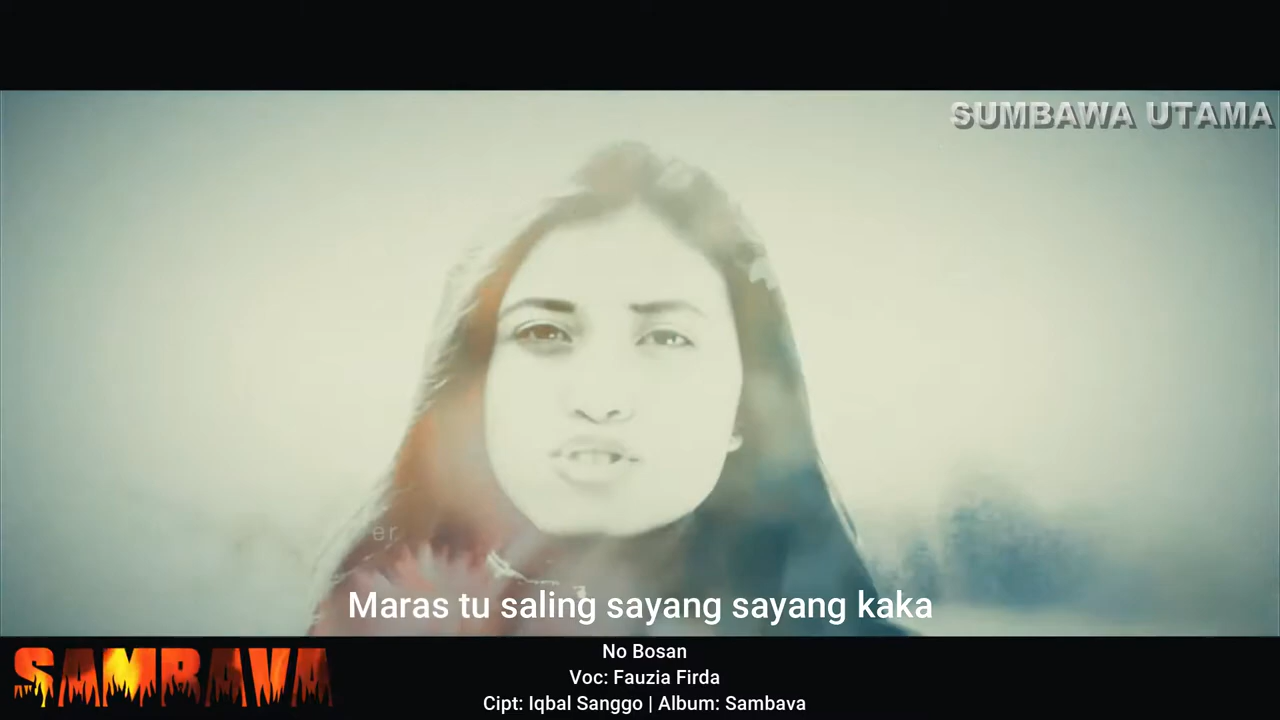 SUMBAWA UTAMA
er
Maras tu saling sayang sayang kaka
SAMBAVA
No Bosan
Voc: Fauzia Firda
Cipt: Iqbal Sanggo | Album: Sambava